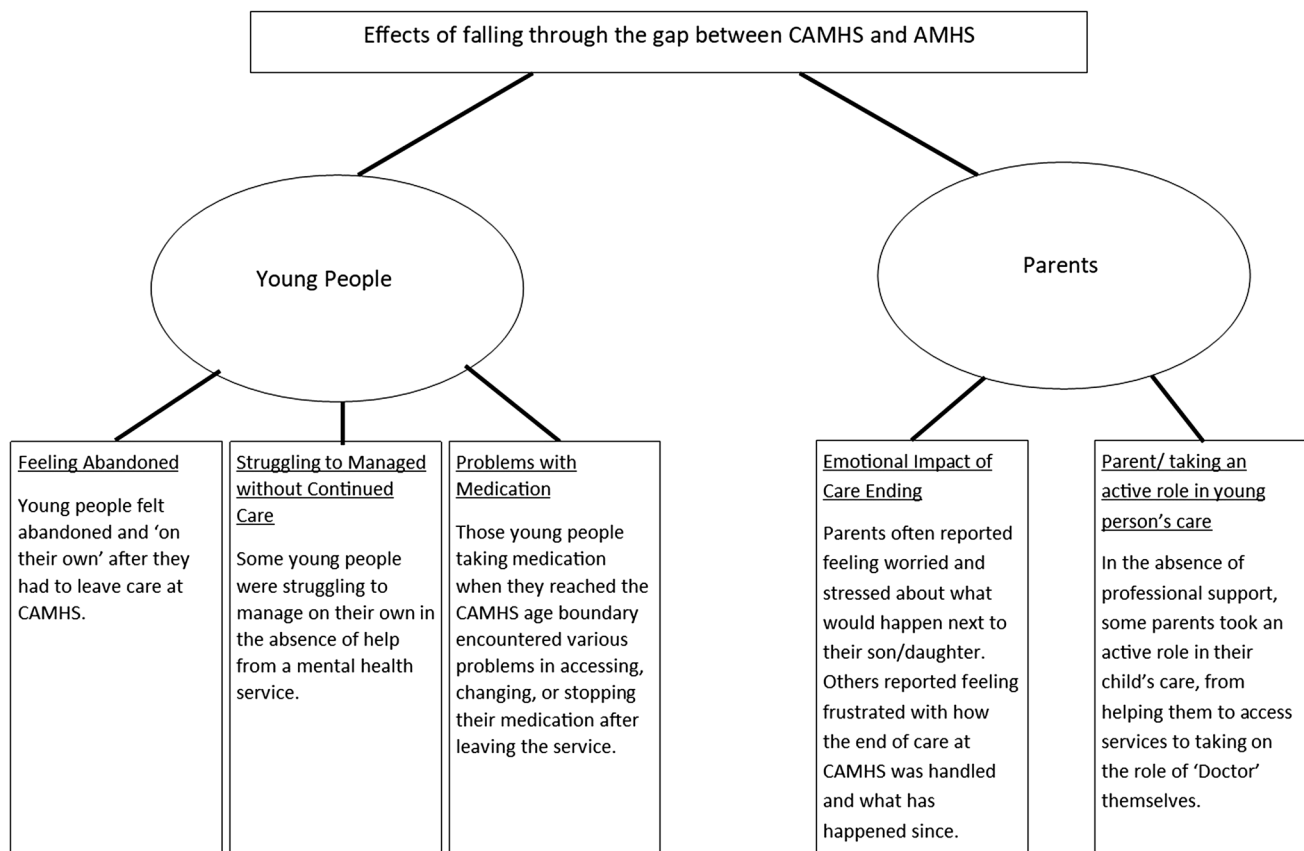 Effects of falling through the gap between CAMHS and AMHS
Young People
Parents
Feeling Abandoned
Young people felt
abandoned and ‘on
their own’ after they
had to leave care at
CAMHS.
Struggling to Managed
without Continued
Care
Some young people
were struggling to
manage on their own in
the absence of help
from a mental health
service.
Problems with
Medication
Those young people
taking medication
when they reached the
CAMHS age boundary
encountered various
problems in accessing,
changing, or stopping
their medication after
leaving the service.
Emotional Impact of
Care Ending
Parents often reported
feeling worried and
stressed about what
would happen next to
their son/daughter.
Others reported feeling
frustrated with how
the end of care at
CAMHS was handled
and what has
happened since.
Parent/ taking an
active role in young
person’s care
In the absence of
professional support,
some parents took an
active role in their
child’s care, from
helping them to access
services to taking on
the role of ‘Doctor’
themselves.